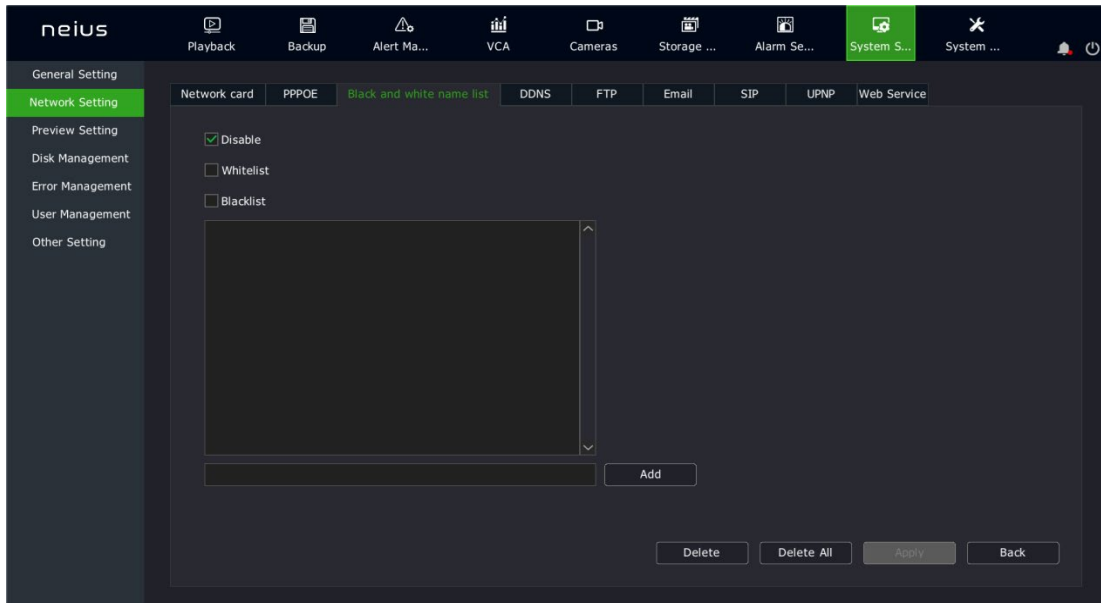 neius
Playback Backup Alert Ma... VCA Cameras Storage ... Alarm Se... System S... System ...
General Setting
Network Setting
Preview Setting
Disk Management
Error Management
User Management
Other Setting
Network card PPPOE Black and white name list DDNS FTP Email SIP UPNP Web Service
Disable
Whitelist
Blacklist
Add
Delete Delete All Apply Back